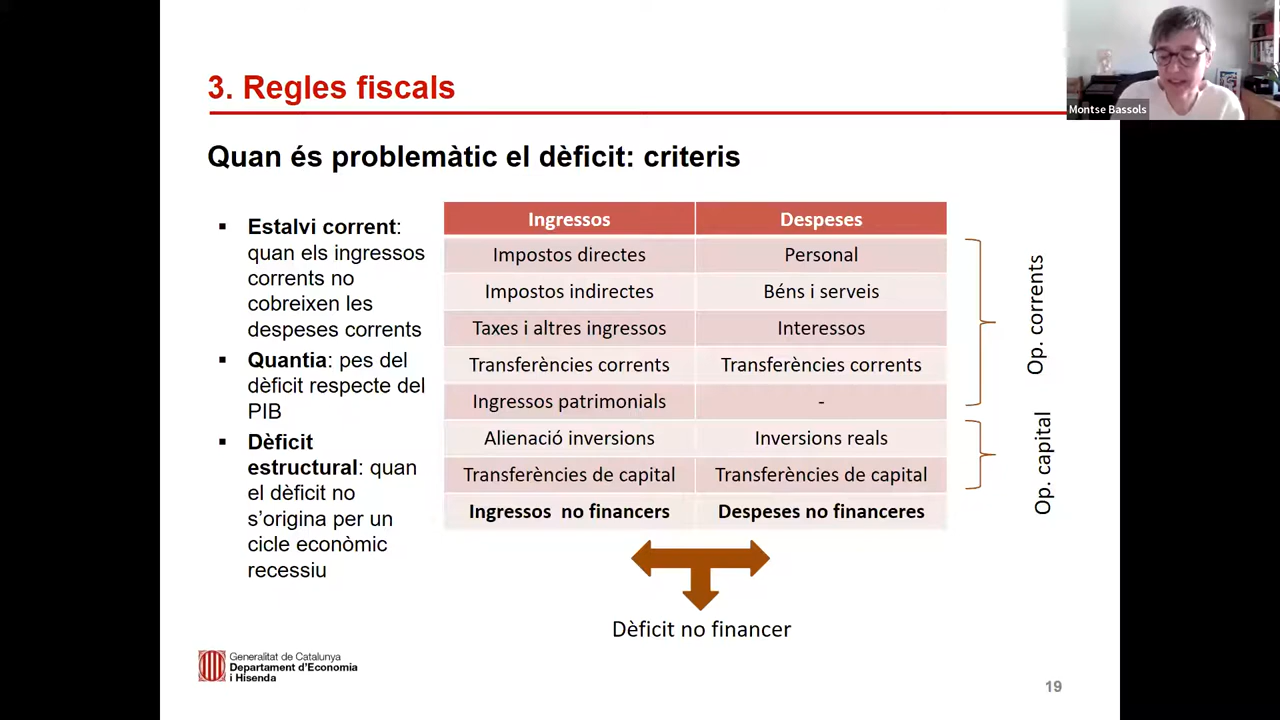 Montse Bassols
3. Regles fiscals
Quan és problemàtic el dèficit: criteris
▪ Estalvi corrent:
quan els ingressos
corrents no
cobreixen les
despeses corrents
▪ Quantia: pes del
dèficit respecte del
PIB
▪ Dèficit
estructural: quan
el dèficit no
s’origina per un
cicle econòmic
recessiu
Ingressos Despeses
Impostos directes Personal
Impostos indirectes Béns i serveis
Taxes i altres ingressos Interessos
Transferències corrents Transferències corrents
Ingressos patrimonials -
Alienació inversions Inversions reals
Transferències de capital Transferències de capital
Ingressos no financers Despeses no financeres
Op. corrents
Op. capital
Dèficit no financer
Generalitat de Catalunya
Departament d'Economia
i Hisenda
19